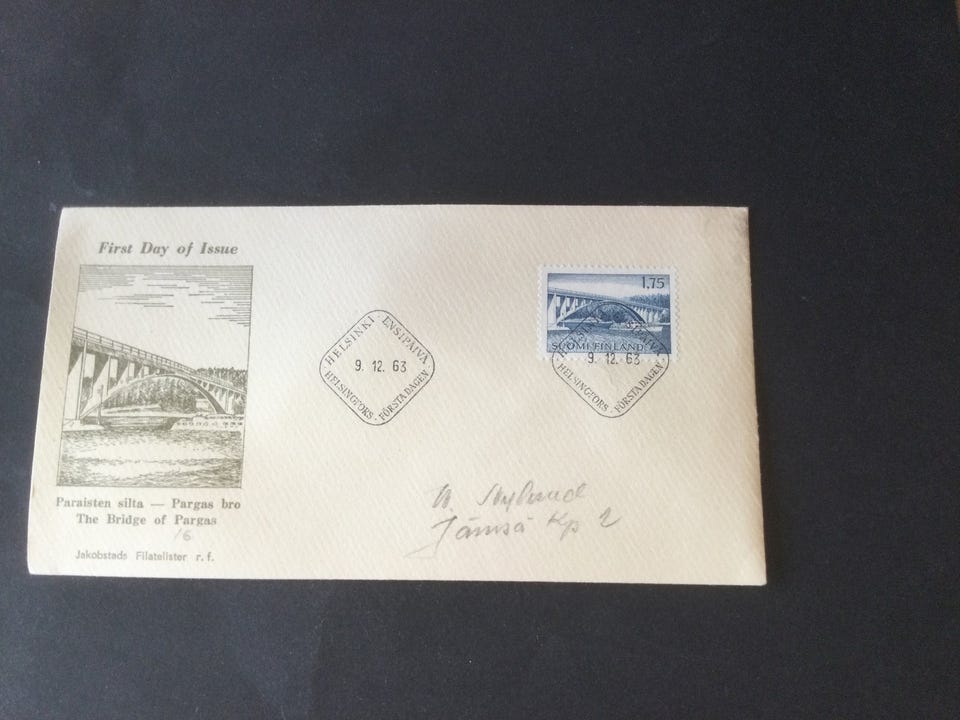 First Day of Issue
HELSINKI · ENSIPÄIVÄ
9. 12. 63
HELSINGFORS · FÖRSTA DAGEN
1,75
SUOMI-FINLAND
HELSINKI · ENSIPÄIVÄ
9. 12. 63
HELSINGFORS · FÖRSTA DAGEN
Paraisten silta — Pargas bro
The Bridge of Pargas
16
Jakobstads Filatelister r. f.
Jämsä Kp 2